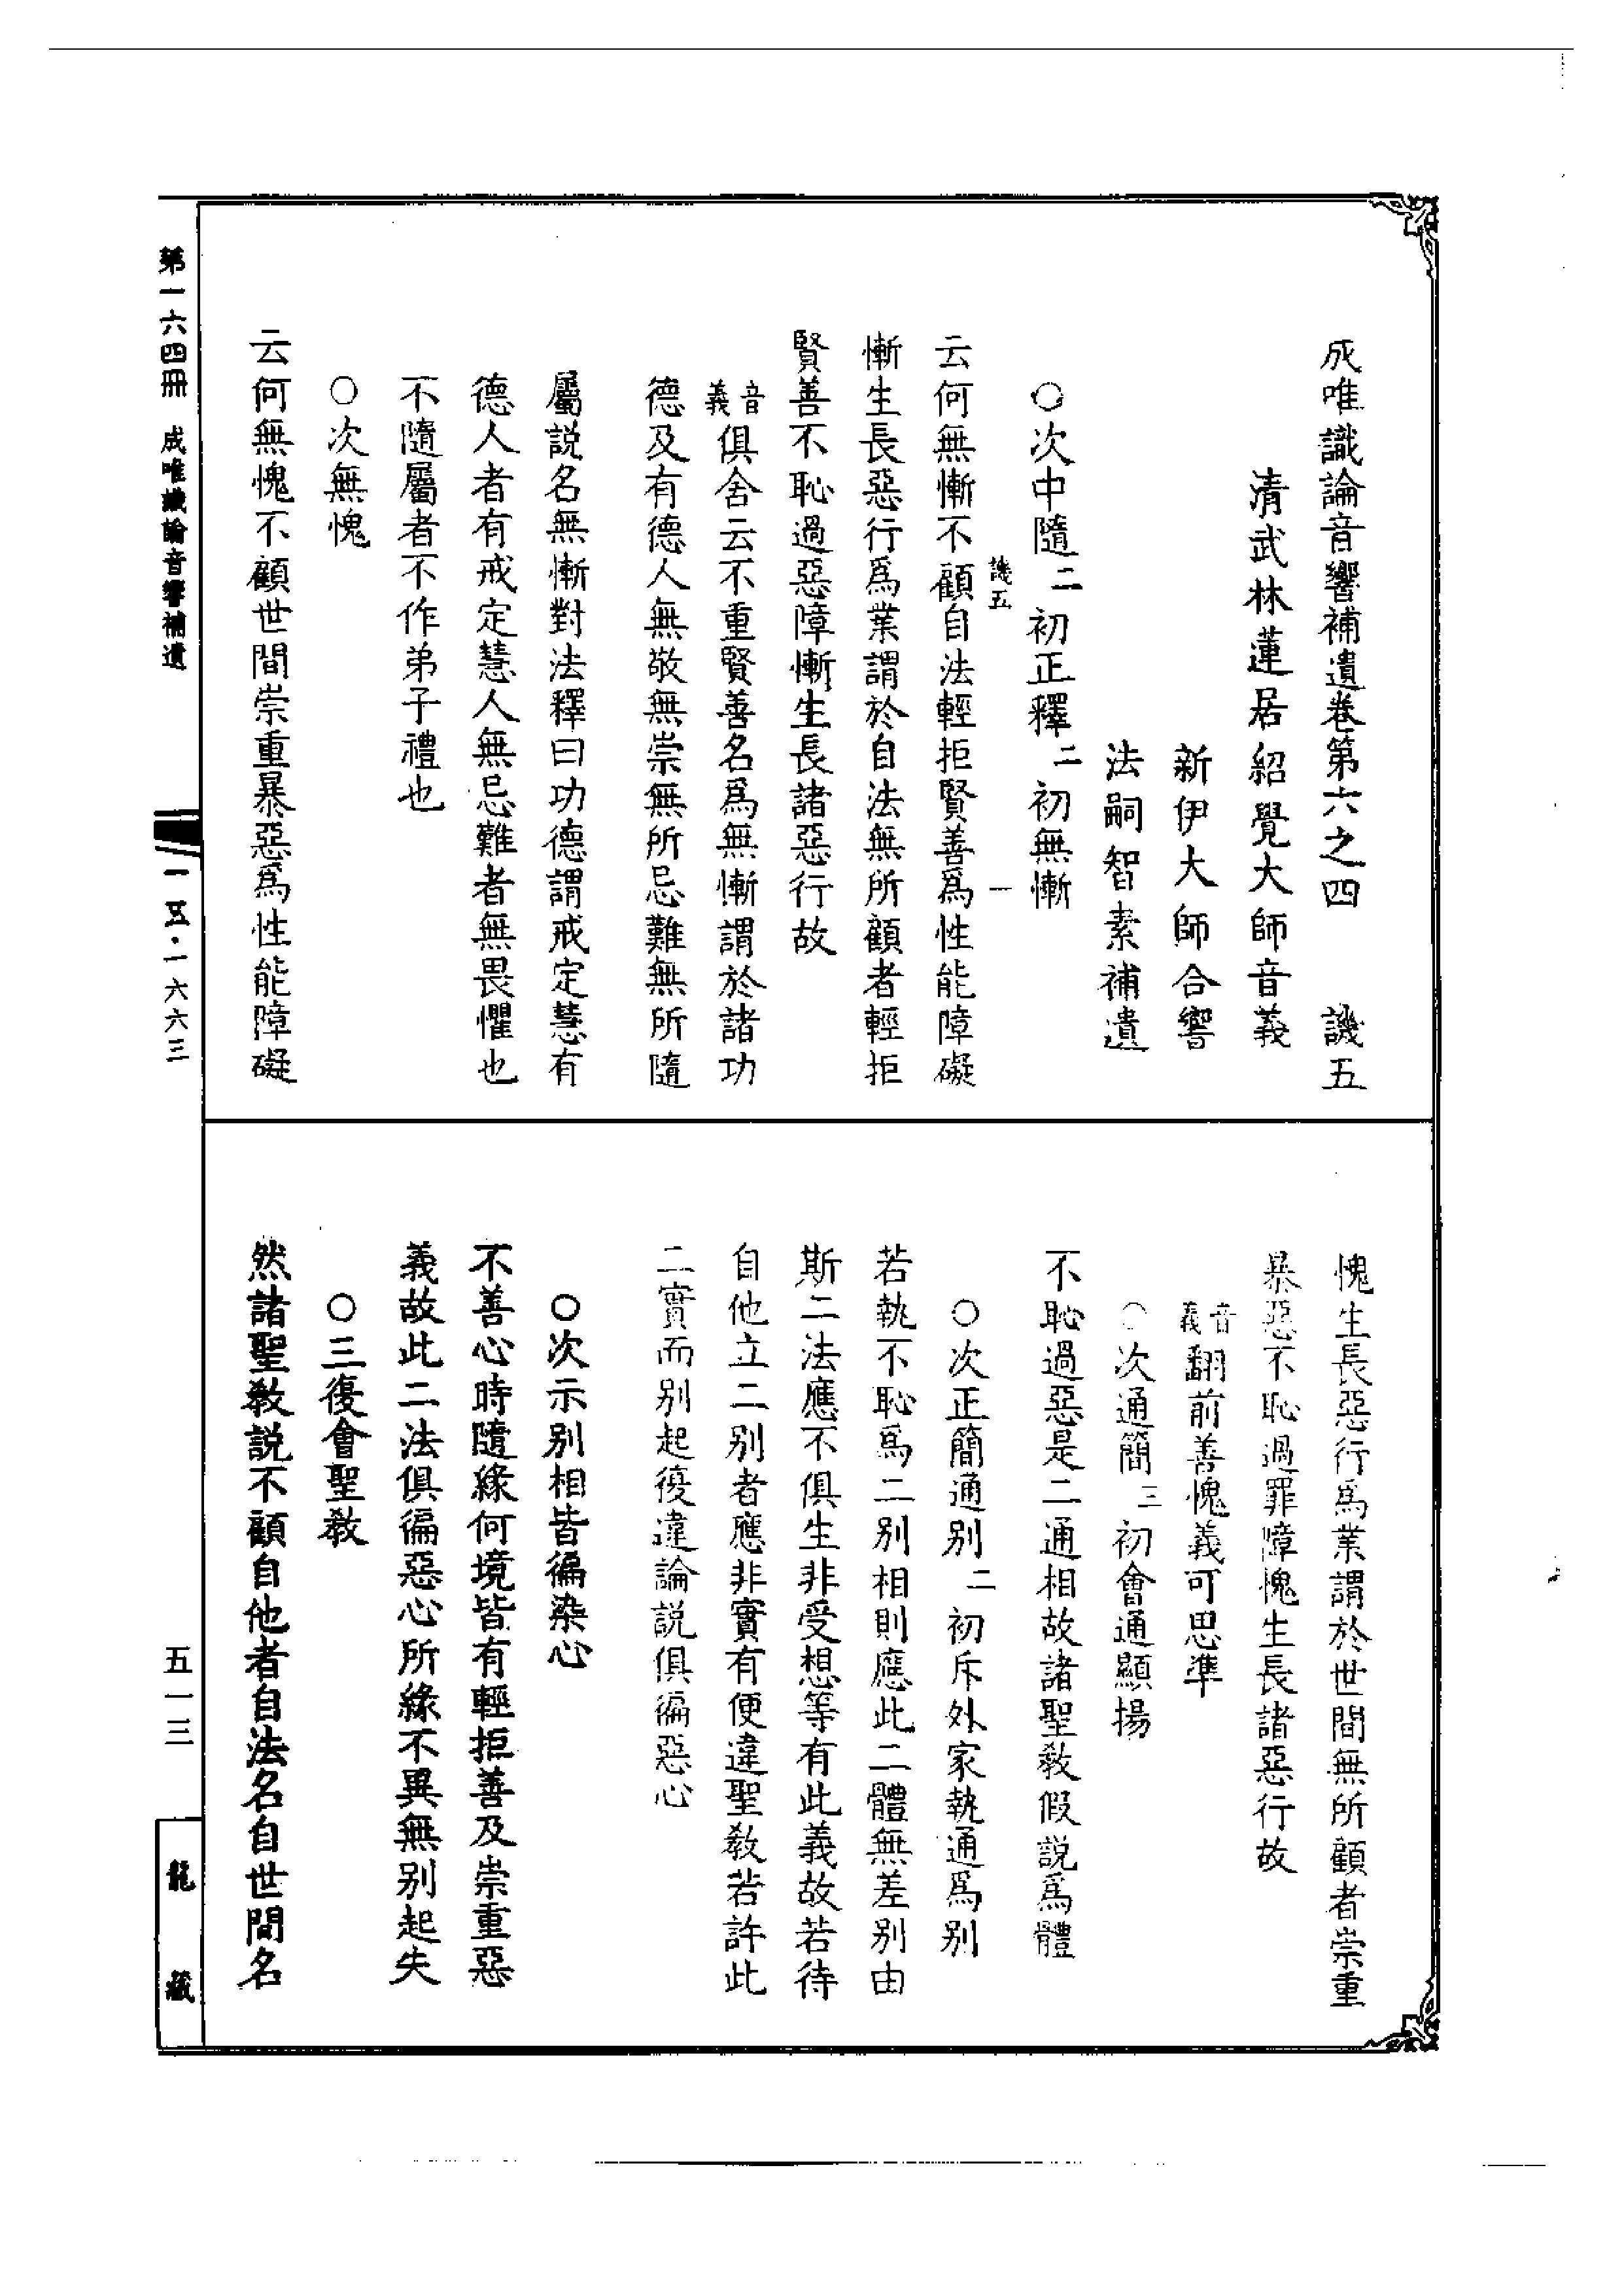 成唯識論音響補遺卷第六之四　譏五
清武林蓮居紹覺大師音義
新伊大師合響
法嗣智素補遺
○次中隨二初正釋二初無慚
譏五　一
云何無慚不顧自法輕拒賢善爲性能障礙
慚生長惡行爲業謂於自法無所顧者輕拒
賢善不恥過惡障慚生長諸惡行故
音義俱舍云不重賢善名爲無慚謂於諸功
德及有德人無敬無崇無所忌難無所隨
屬説名無慚對法釋曰功德謂戒定慧有
德人者有戒定慧人無忌難者無畏懼也
不隨屬者不作弟子禮也
○次無愧
云何無愧不顧世間崇重暴惡爲性能障礙
愧生長惡行爲業謂於世間無所顧者崇重
暴惡不恥過罪障愧生長諸惡行故
音義翻前善愧義可思準
○次通簡三初會通顯揚
不恥過惡是二通相故諸聖教假説爲體
○次正簡通别二初斥外家執通爲别
若執不恥爲二别相則應此二體無差别由
斯二法應不俱生非受想等有此義故若待
自他立二别者應非實有便違聖教若許此
二實而别起復違論説俱徧惡心
○次示别相皆徧染心
不善心時隨緣何境皆有輕拒善及崇重惡
義故此二法俱徧惡心所緣不異無别起失
○三復會聖教
然諸聖教説不顧自他者自法名自世間名
第一六四冊　成唯識論音響補遺
一五·一六六三
五一三
龍藏